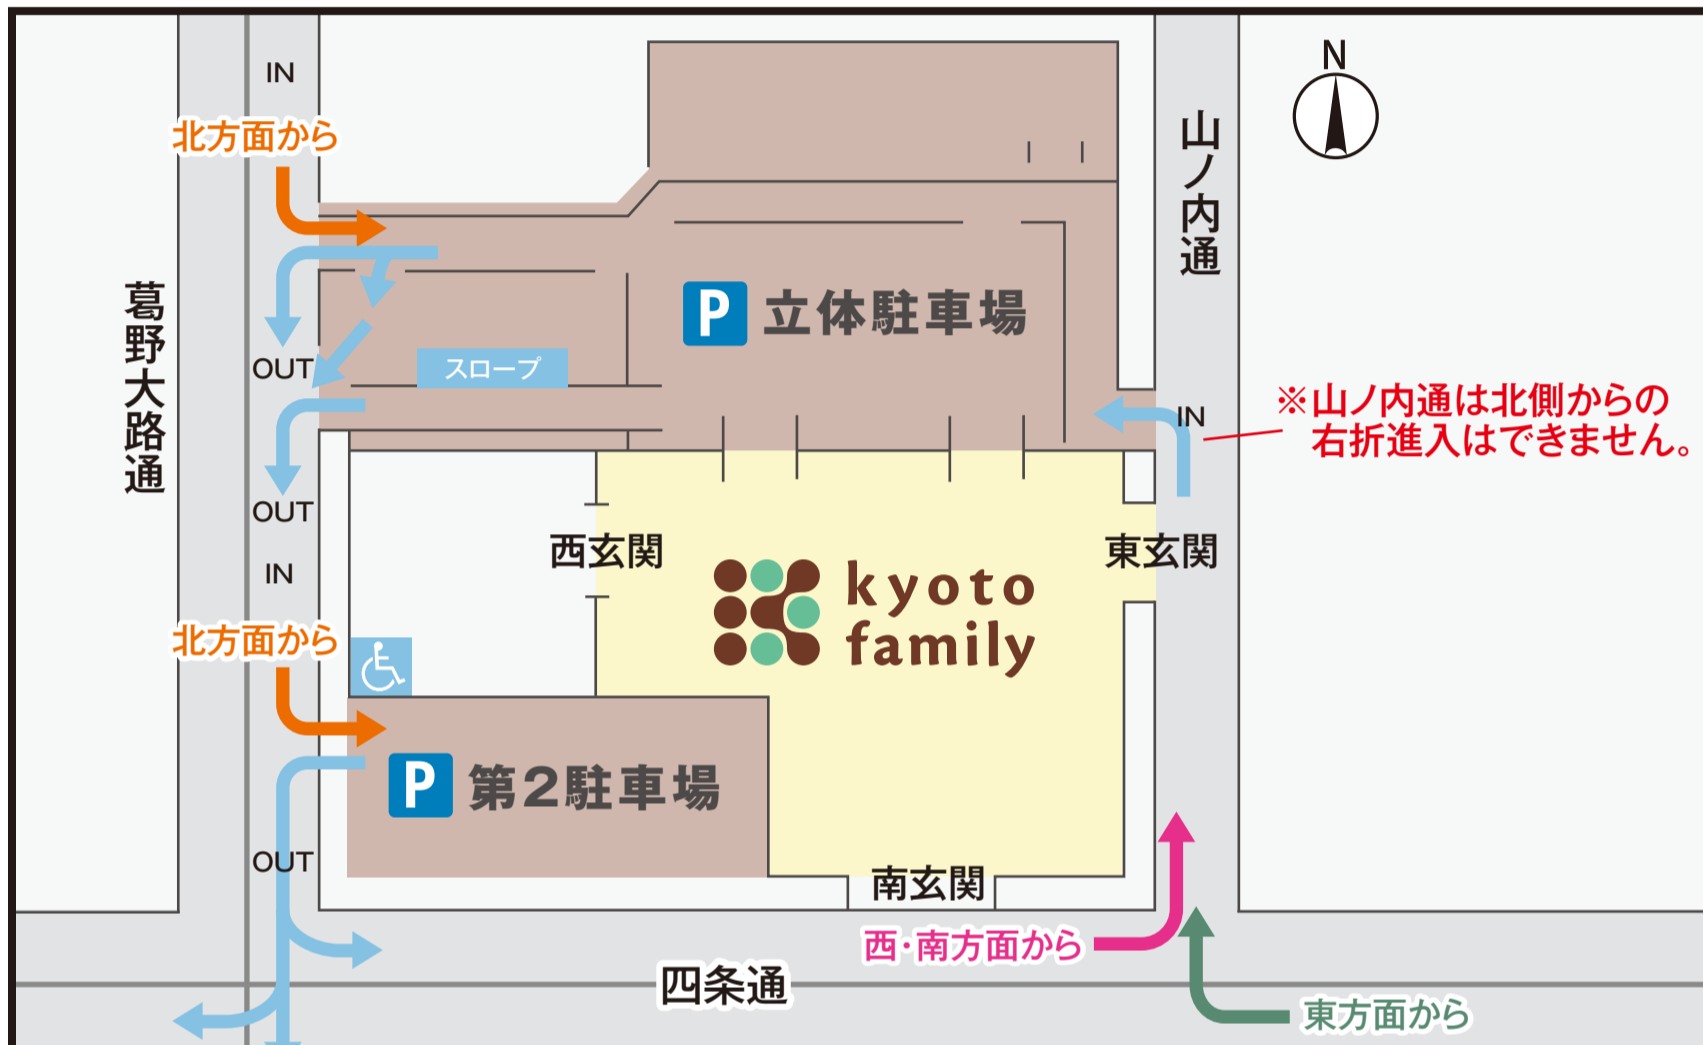 N
IN
北方面から
山ノ内通
葛野大路通
P 立体駐車場
OUT
スロープ
IN
※山ノ内通は北側からの
右折進入はできません。
OUT
西玄関
東玄関
IN
kyoto
family
北方面から
P 第2駐車場
OUT
南玄関
西・南方面から
四条通
東方面から